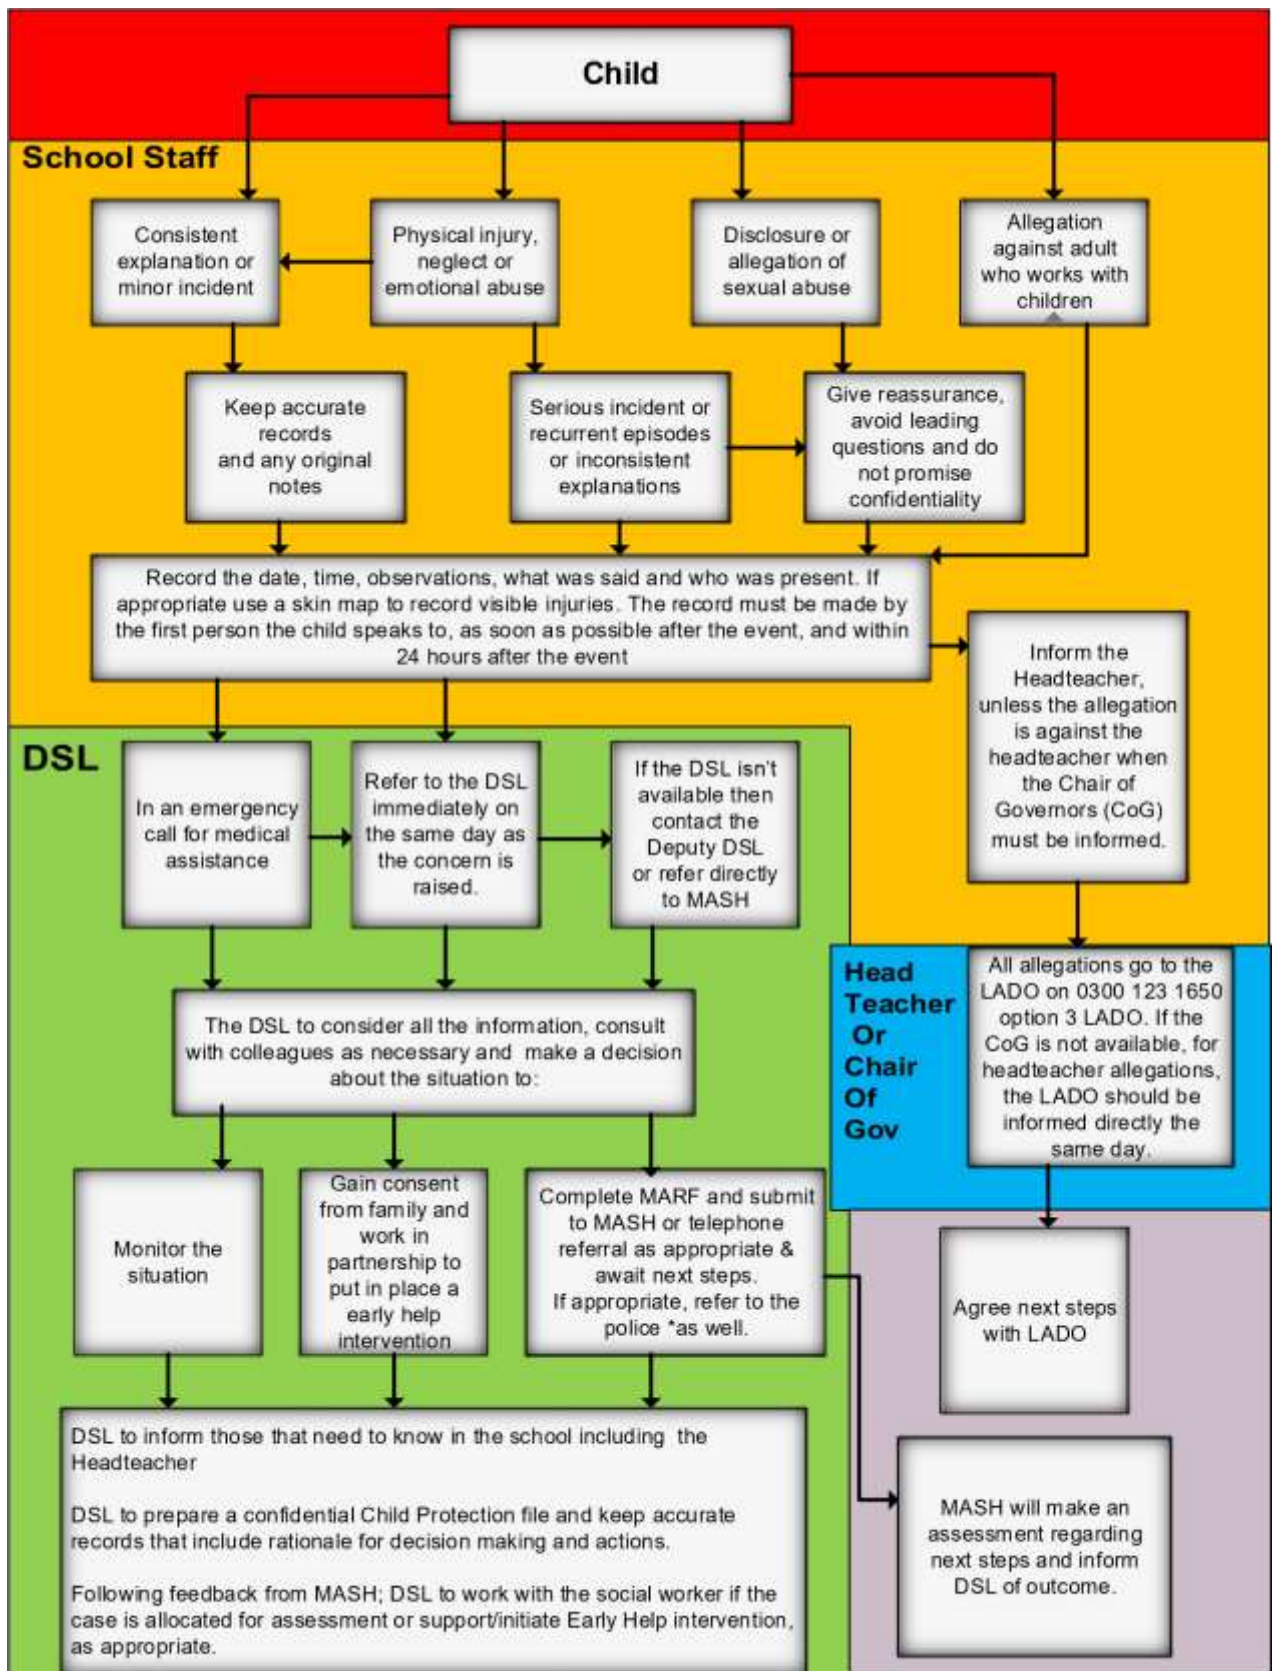 Child
School Staff
Consistent
explanation or
minor incident
Physical injury,
neglect or
emotional abuse
Disclosure or
allegation of
sexual abuse
Allegation
against adult
who works with
children
Keep accurate
records
and any original
notes
Serious incident or
recurrent episodes
or inconsistent
explanations
Give reassurance,
avoid leading
questions and do
not promise
confidentiality
Record the date, time, observations, what was said and who was present. If
appropriate use a skin map to record visible injuries. The record must be made by
the first person the child speaks to, as soon as possible after the event, and within
24 hours after the event
Inform the
Headteacher,
unless the allegation
is against the
headteacher when
the Chair of
Governors (CoG)
must be informed.
DSL
In an emergency
call for medical
assistance
Refer to the DSL
immediately on
the same day as
the concern is
raised.
If the DSL isn't
available then
contact the
Deputy DSL
or refer directly
to MASH
Head
Teacher
Or
Chair
Of
Gov
All allegations go to the
LADO on 0300 123 1650
option 3 LADO. If the
CoG is not available, for
headteacher allegations,
the LADO should be
informed directly the
same day.
The DSL to consider all the information, consult
with colleagues as necessary and make a decision
about the situation to:
Monitor the
situation
Gain consent
from family and
work in
partnership to
put in place a
early help
intervention
Complete MARF and submit
to MASH or telephone
referral as appropriate &
await next steps.
If appropriate, refer to the
police *as well.
Agree next steps
with LADO
DSL to inform those that need to know in the school including the
Headteacher
DSL to prepare a confidential Child Protection file and keep accurate
records that include rationale for decision making and actions.
Following feedback from MASH; DSL to work with the social worker if the
case is allocated for assessment or support/initiate Early Help intervention,
as appropriate.
MASH will make an
assessment regarding
next steps and inform
DSL of outcome.